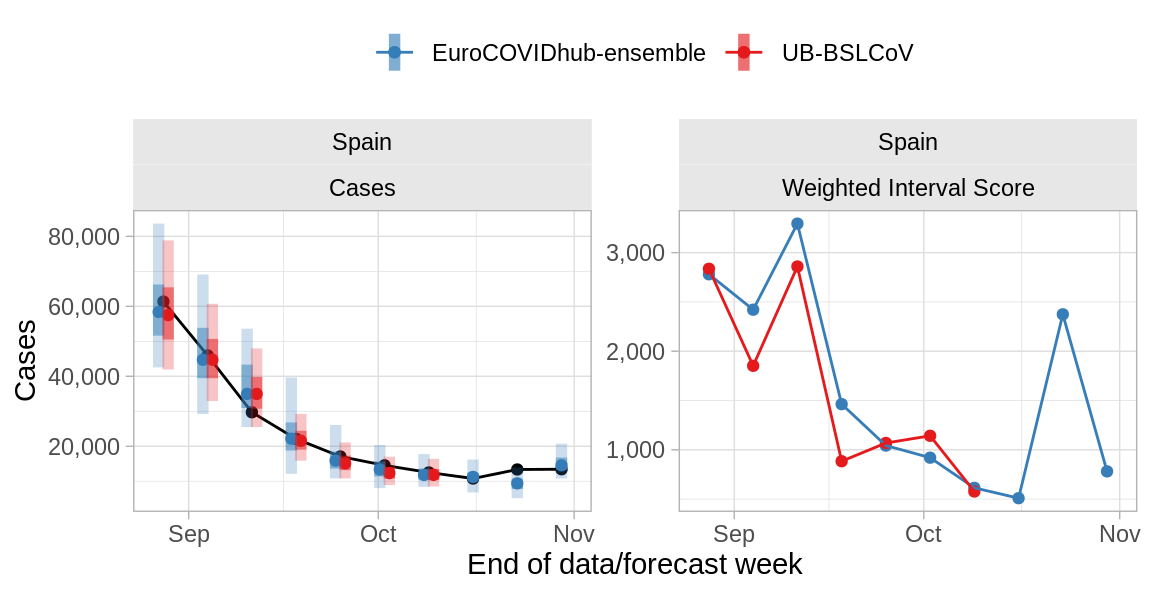 EuroCOVIDhub-ensemble UB-BSLCoV
Spain
Cases
Spain
Weighted Interval Score
Cases
80,000
60,000
40,000
20,000
3,000
2,000
1,000
Sep Oct Nov
Sep Oct Nov
End of data/forecast week